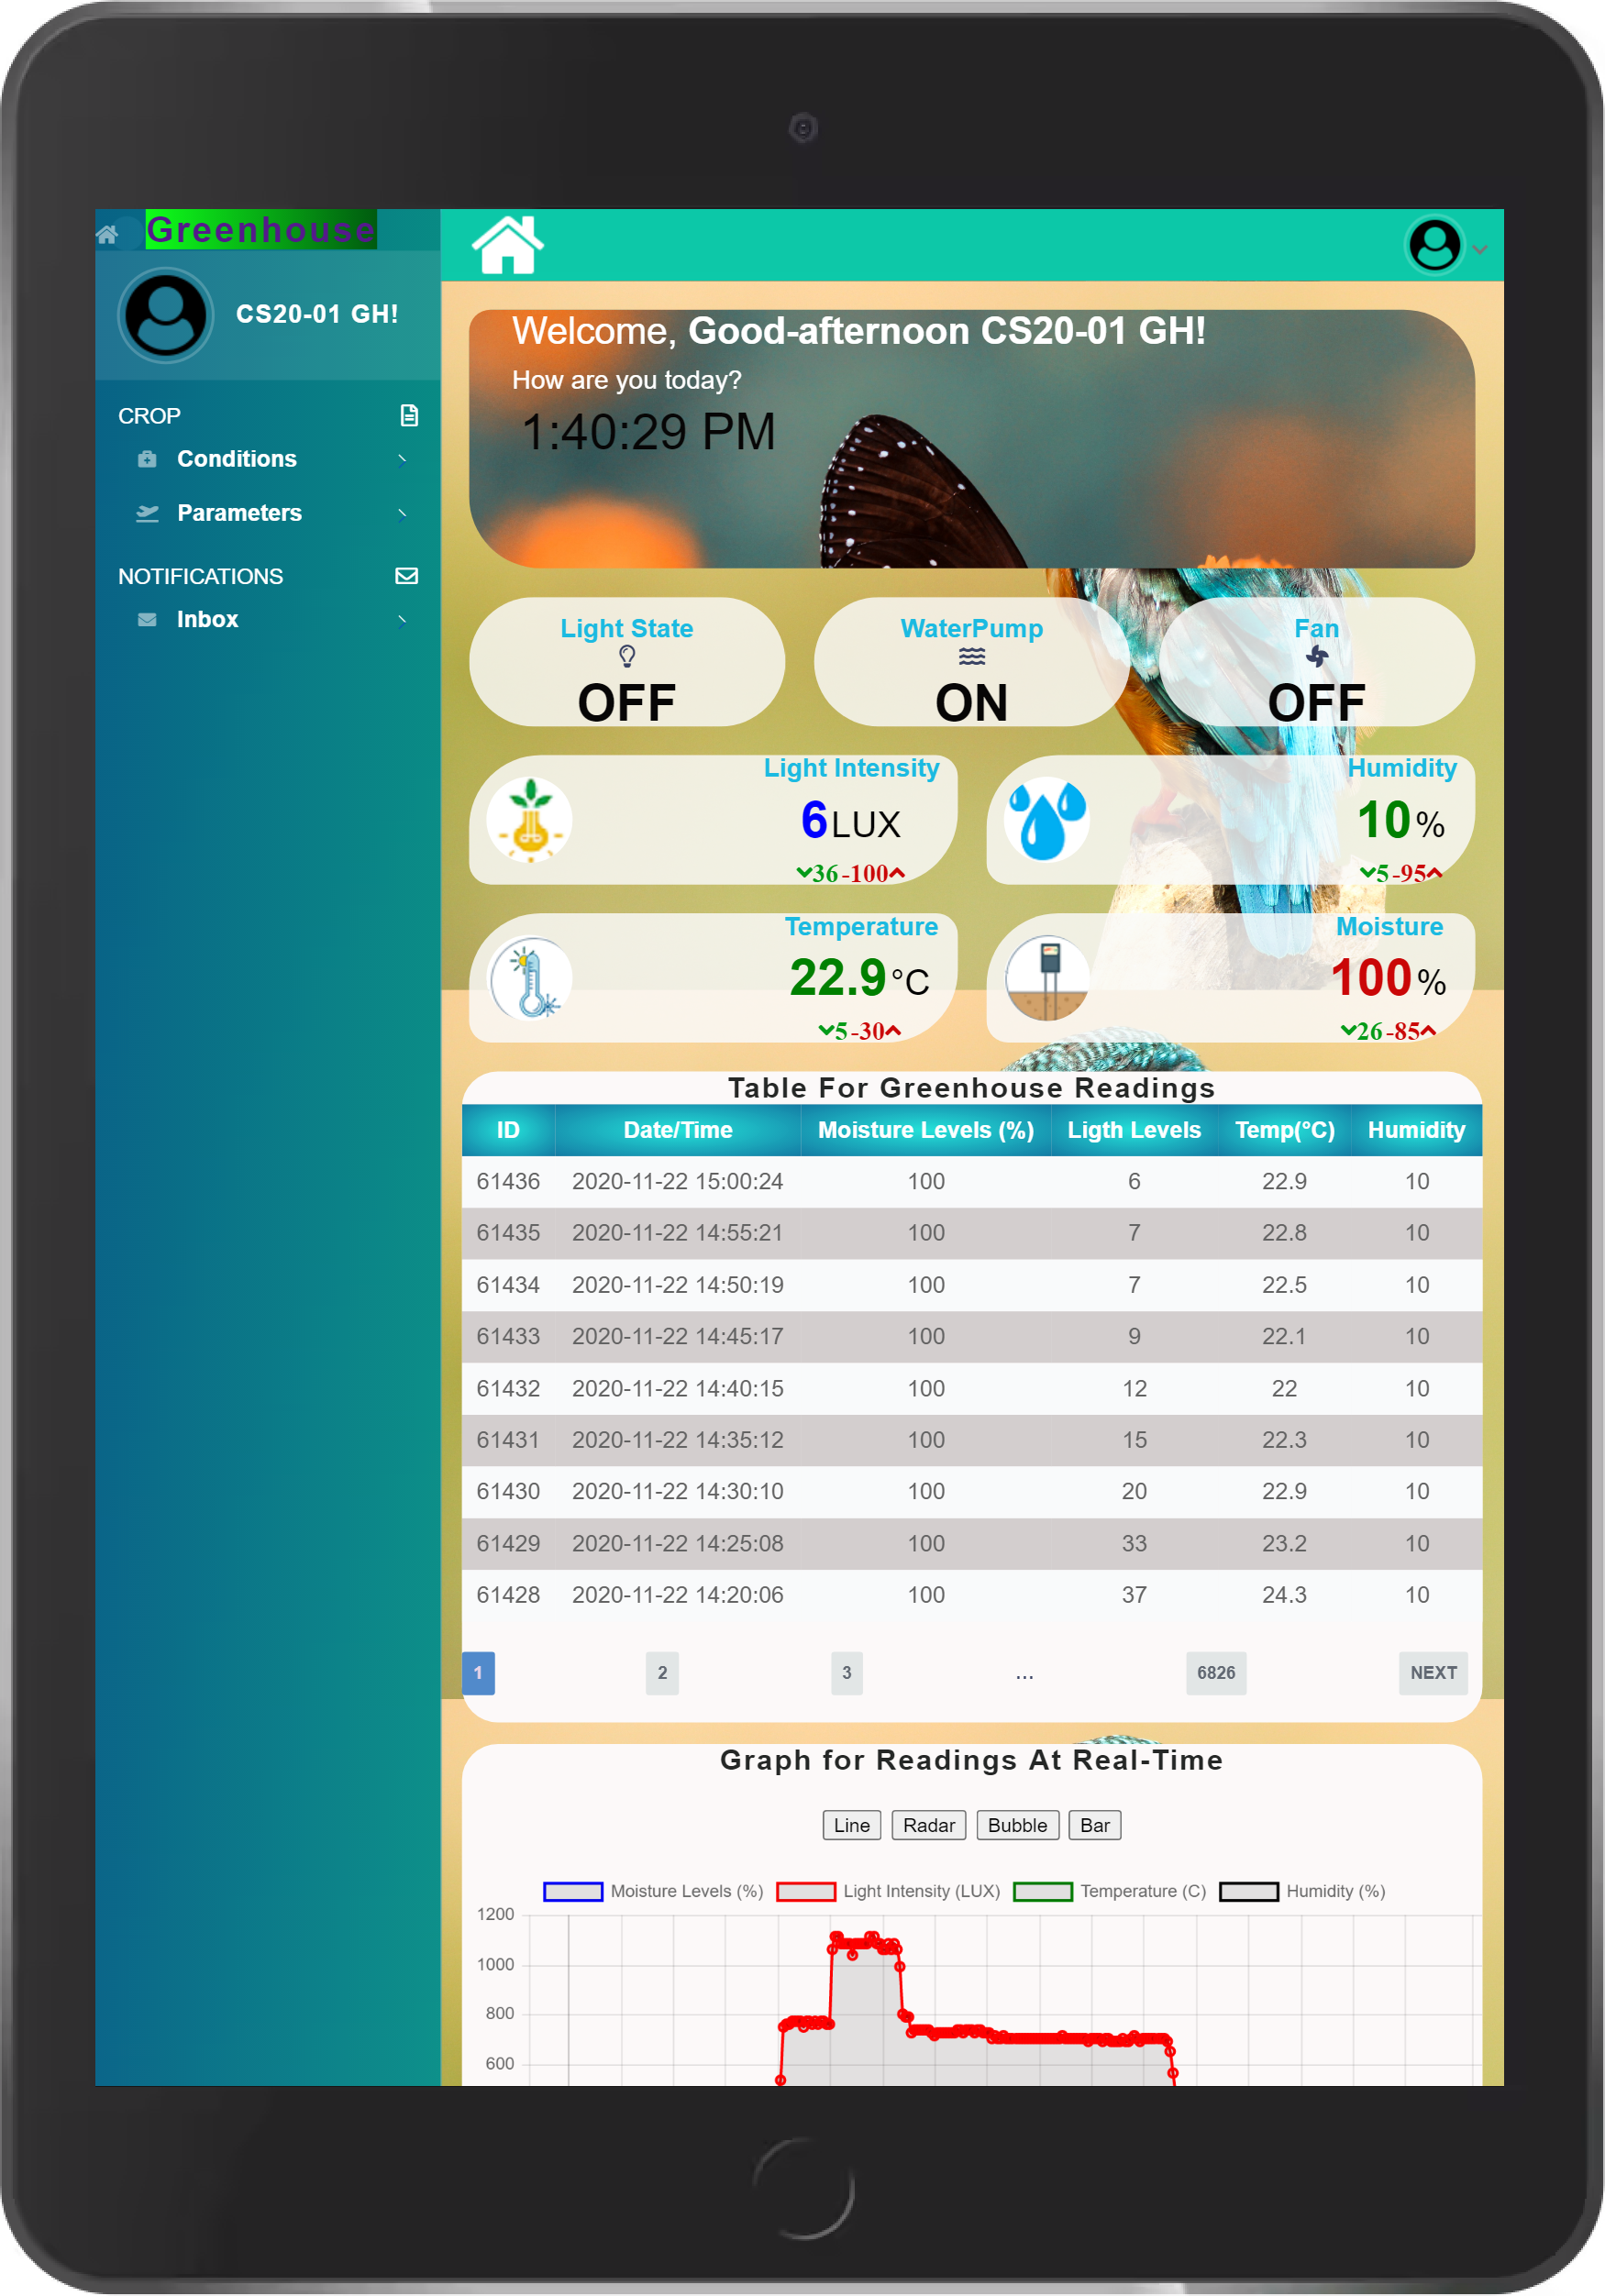 Greenhouse
CS20-01 GH!
CROP
Conditions
Parameters
NOTIFICATIONS
Inbox
Welcome, Good-afternoon CS20-01 GH!
How are you today?
1:40:29 PM
Light State
OFF
WaterPump
ON
Fan
OFF
Light Intensity
6 LUX
36 -100
Humidity
10 %
5 -95
Temperature
22.9 °C
5 -30
Moisture
100 %
26 -85
Table For Greenhouse Readings
ID Date/Time Moisture Levels (%) Ligth Levels Temp(°C) Humidity
61436 2020-11-22 15:00:24 100 6 22.9 10
61435 2020-11-22 14:55:21 100 7 22.8 10
61434 2020-11-22 14:50:19 100 7 22.5 10
61433 2020-11-22 14:45:17 100 9 22.1 10
61432 2020-11-22 14:40:15 100 12 22 10
61431 2020-11-22 14:35:12 100 15 22.3 10
61430 2020-11-22 14:30:10 100 20 22.9 10
61429 2020-11-22 14:25:08 100 33 23.2 10
61428 2020-11-22 14:20:06 100 37 24.3 10
1 2 3 ... 6826 NEXT
Graph for Readings At Real-Time
Line Radar Bubble Bar
Moisture Levels (%) Light Intensity (LUX) Temperature (C) Humidity (%)
1200
1000
800
600